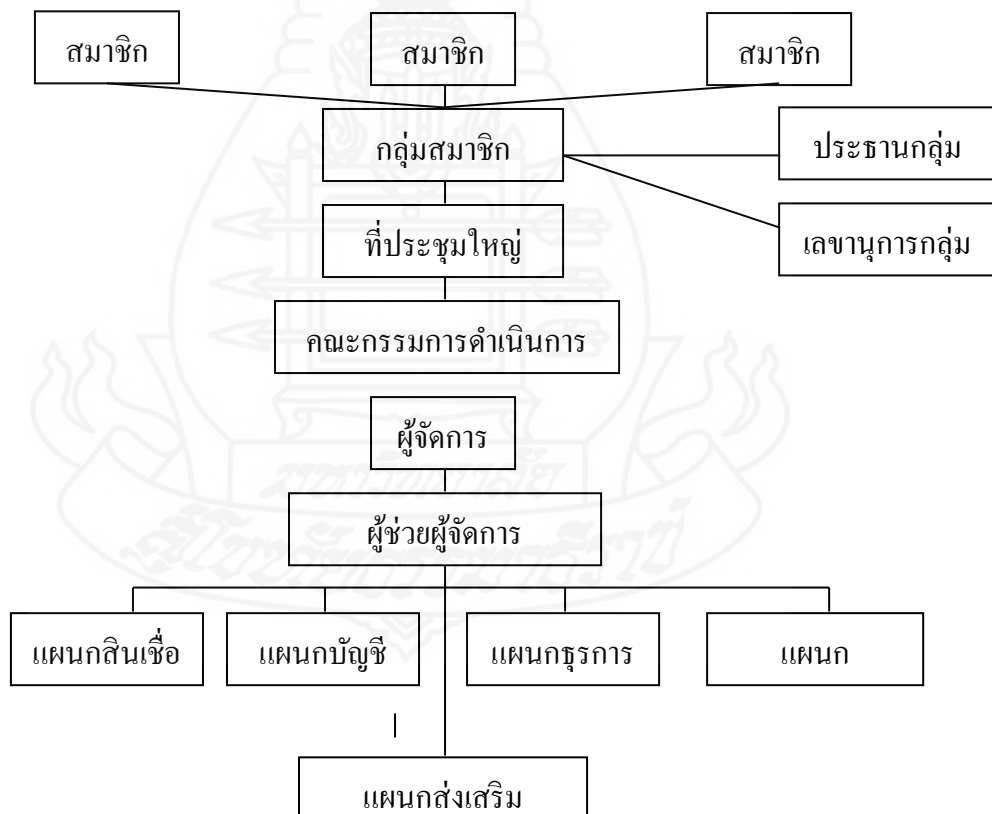 สมาชิก
สมาชิก
สมาชิก
กลุ่มสมาชิก
ประธานกลุ่ม
ที่ประชุมใหญ่
เลขานุการกลุ่ม
คณะกรรมการดำเนินการ
ผู้จัดการ
ผู้ช่วยผู้จัดการ
แผนกสินเชื่อ
แผนกบัญชี
แผนกธุรการ
แผนก
แผนกส่งเสริม